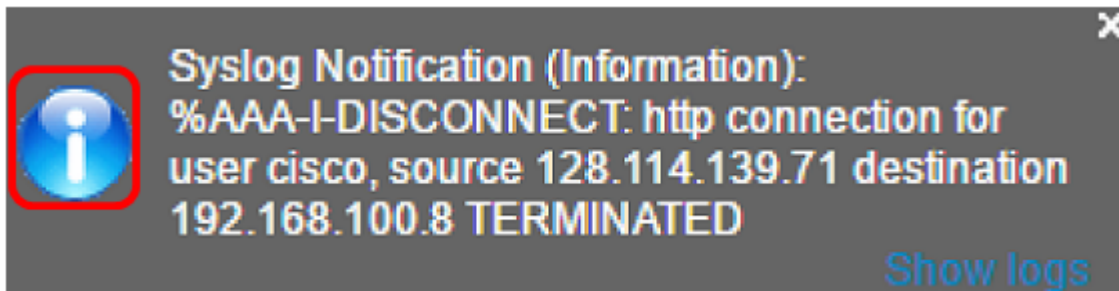 Syslog Notification (Information):
%AAA-I-DISCONNECT: http connection for
user cisco, source 128.114.139.71 destination
192.168.100.8 TERMINATED
Show logs